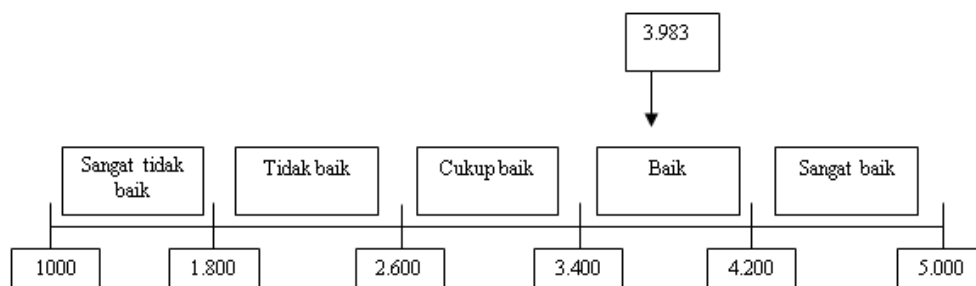 3.983
Sangat tidak
baik
Tidak baik
Cukup baik
Baik
Sangat baik
1000
1.800
2.600
3.400
4.200
5.000